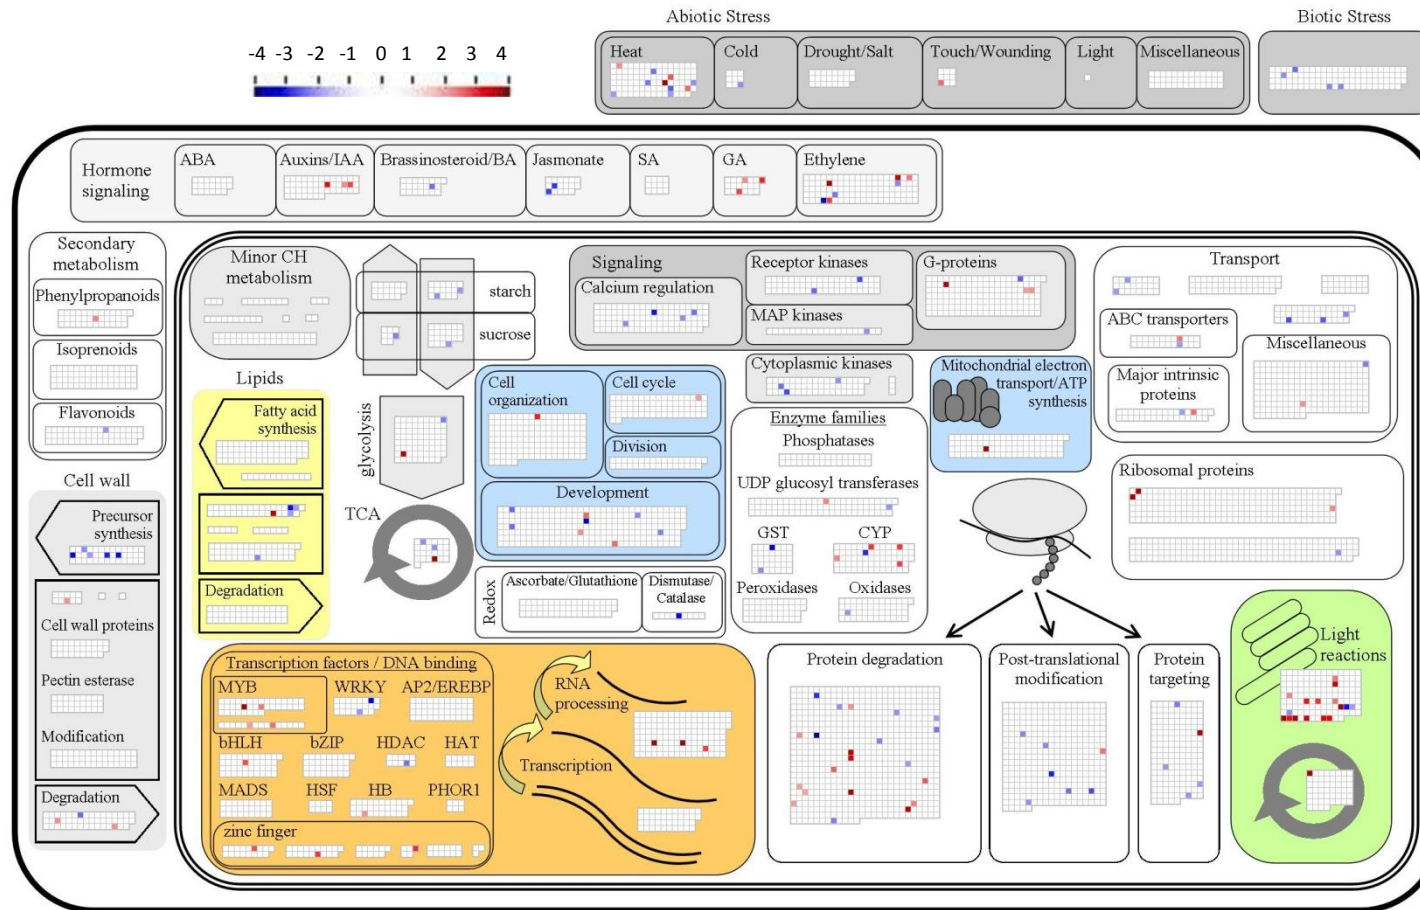 Abiotic Stress
Biotic Stress
-4 -3 -2 -1 0 1 2 3 4
Heat
Cold
Drought/Salt
Touch/Wounding
Light
Miscellaneous
Hormone
signaling
ABA
Auxins/IAA
Brassinosteroid/BA
Jasmonate
SA
GA
Ethylene
Secondary
metabolism
Phenylpropanoids
Isoprenoids
Flavonoids
Cell wall
Precursor
synthesis
Cell wall proteins
Pectin esterase
Modification
Degradation
Minor CH
metabolism
starch
sucrose
Lipids
Fatty acid
synthesis
Degradation
glycolysis
TCA
Signaling
Calcium regulation
Receptor kinases
MAP kinases
G-proteins
Cytoplasmic kinases
Cell
organization
Cell cycle
Division
Development
Redox
Ascorbate/Glutathione
Dismutase/
Catalase
Enzyme families
Phosphatases
UDP glucosyl transferases
GST
CYP
Peroxidases
Oxidases
Mitochondrial electron
transport/ATP
synthesis
Transport
ABC transporters
Major intrinsic
proteins
Miscellaneous
Ribosomal proteins
Transcription factors / DNA binding
MYB
WRKY
AP2/EREBP
bHLH
bZIP
HDAC
HAT
MADS
HSF
HB
PHOR1
zinc finger
RNA
processing
Transcription
Protein degradation
Post-translational
modification
Protein
targeting
Light
reactions